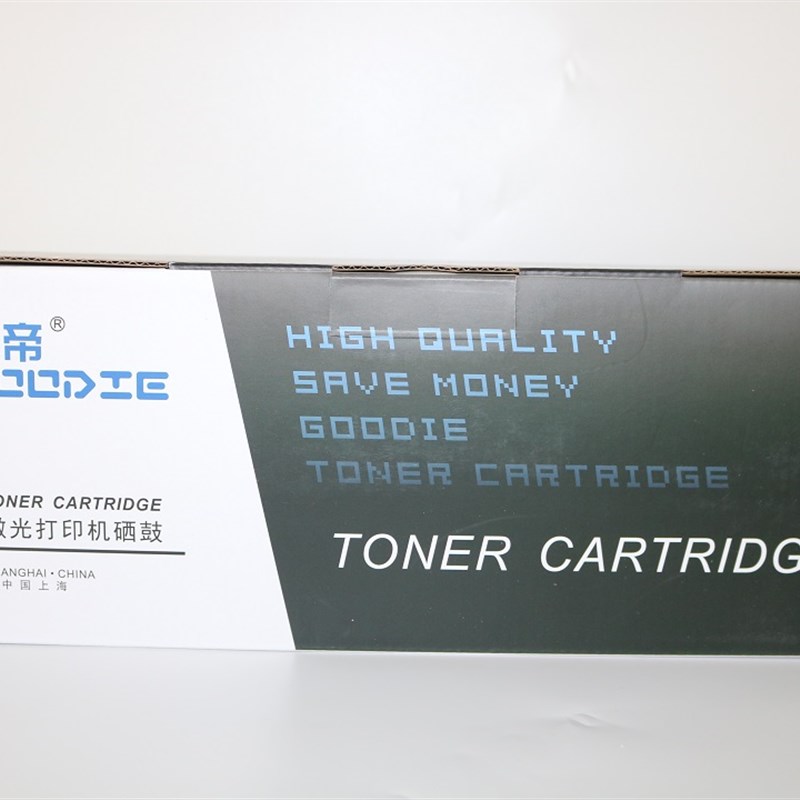 帝®
OODIE
ONER CARTRIDGE
激光打印机硒鼓
ANGHAI·CHINA
中国上海
HIGH QUALITY
SAVE MONEY
GOODIE
TONER CARTRIDGE
TONER CARTRIDG